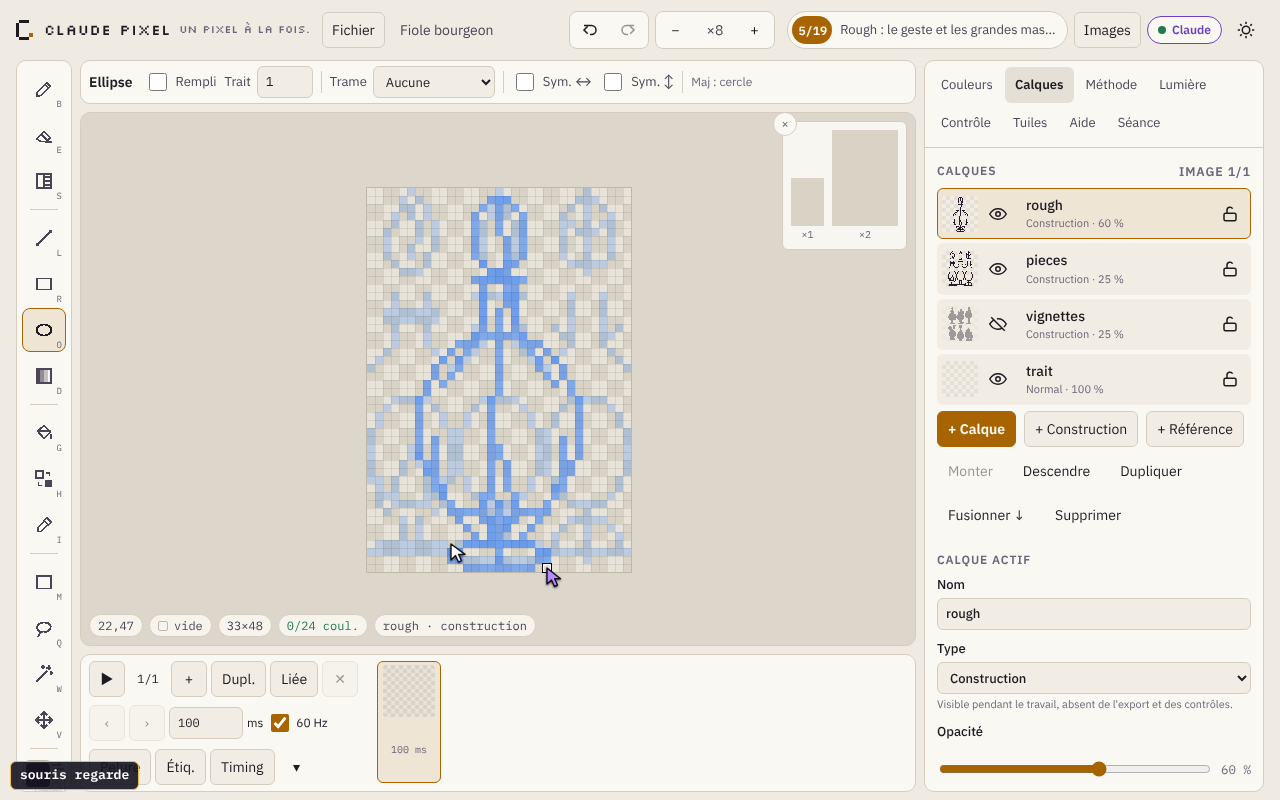 CLAUDE PIXEL UN PIXEL À LA FOIS. Fichier Fiole bourgeon − ×8 + 5/19 Rough : le geste et les grandes mas... Images Claude
Ellipse Rempli Trait 1 Trame Aucune Sym. ↔ Sym. ↕ Maj : cercle
B
E
S
L
R
O
D
G
H
I
M
Q
W
V
×
×1 ×2
22,47 vide 33×48 0/24 coul. rough · construction
1/1 + Dupl. Liée ×
‹ › 100 ms 60 Hz
Étiq. Timing ▼
100 ms
souris regarde
Couleurs Calques Méthode Lumière
Contrôle Tuiles Aide Séance
CALQUES IMAGE 1/1
rough
Construction · 60 %
pieces
Construction · 25 %
vignettes
Construction · 25 %
trait
Normal · 100 %
+ Calque + Construction + Référence
Monter Descendre Dupliquer
Fusionner ↓ Supprimer
CALQUE ACTIF
Nom
rough
Type
Construction
Visible pendant le travail, absent de l'export et des contrôles.
Opacité
60 %